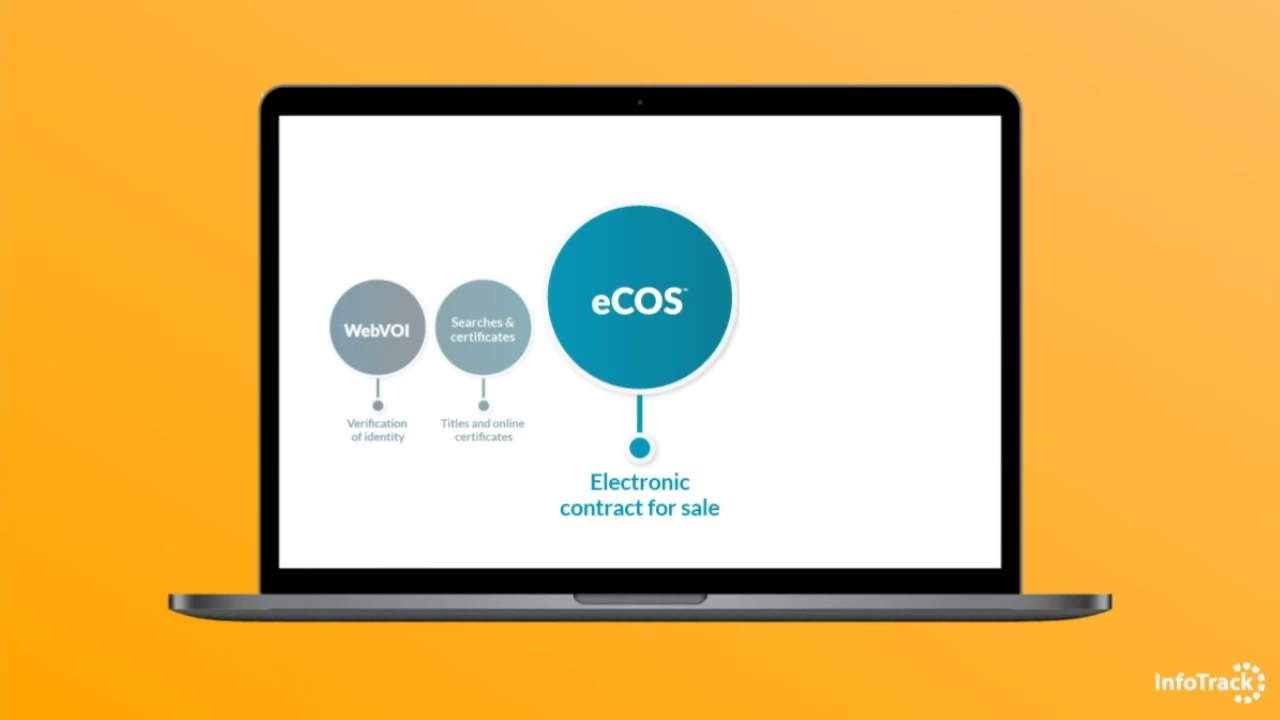 WebVOI
Verification
of identity
Searches &
certificates
Titles and online
certificates
eCOS™
Electronic
contract for sale
InfoTrack